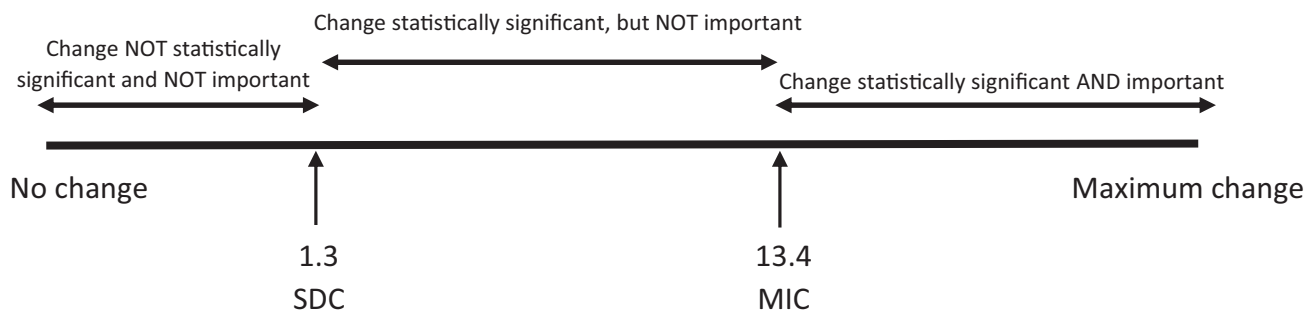 Change statistically significant, but NOT important
Change NOT statistically
significant and NOT important
Change statistically significant AND important
No change
Maximum change
1.3
SDC
13.4
MIC